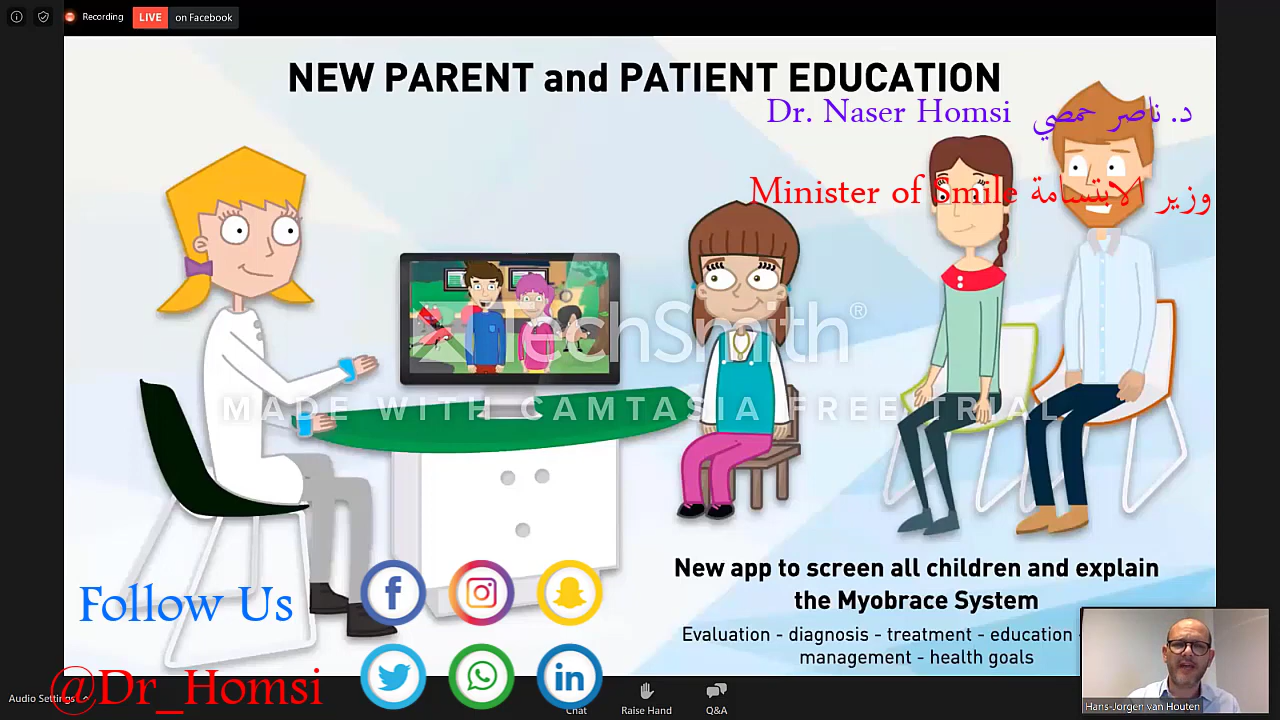 Recording LIVE on Facebook
NEW PARENT and PATIENT EDUCATION
Dr. Naser Homsi د. ناصر حمصي
Minister of Smile وزير الابتسامة
TechSmith®
MADE WITH CAMTASIA FREE TRIAL
New app to screen all children and explain
the Myobrace System
Evaluation - diagnosis - treatment - education -
management - health goals
Follow Us
@Dr_Homsi
Audio Settings
Chat
Raise Hand
Q&A
Hans-Jorgen van Houten